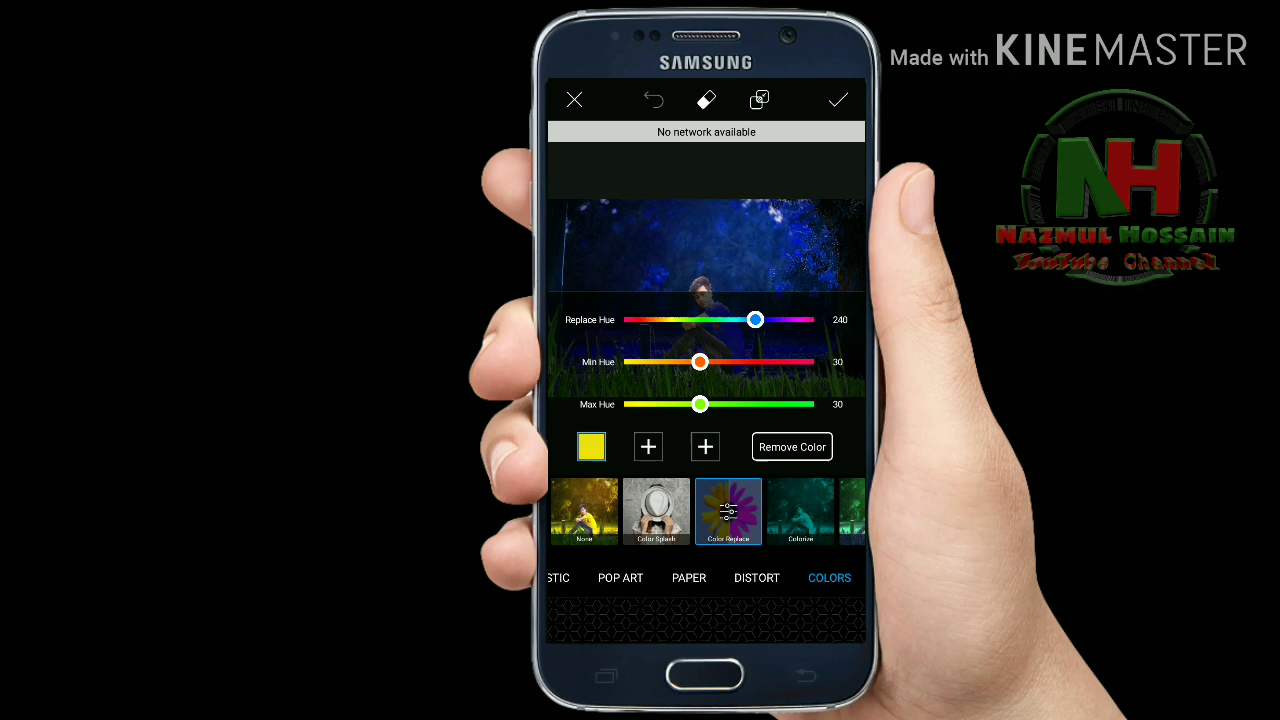 Made with KINEMASTER
SAMSUNG
No network available
NH
NAZMUL HOSSAIN
YouTube Channel
Replace Hue 240
Min Hue 30
Max Hue 30
Remove Color
None Color Splash Color Replace Colorize
STIC POP ART PAPER DISTORT COLORS